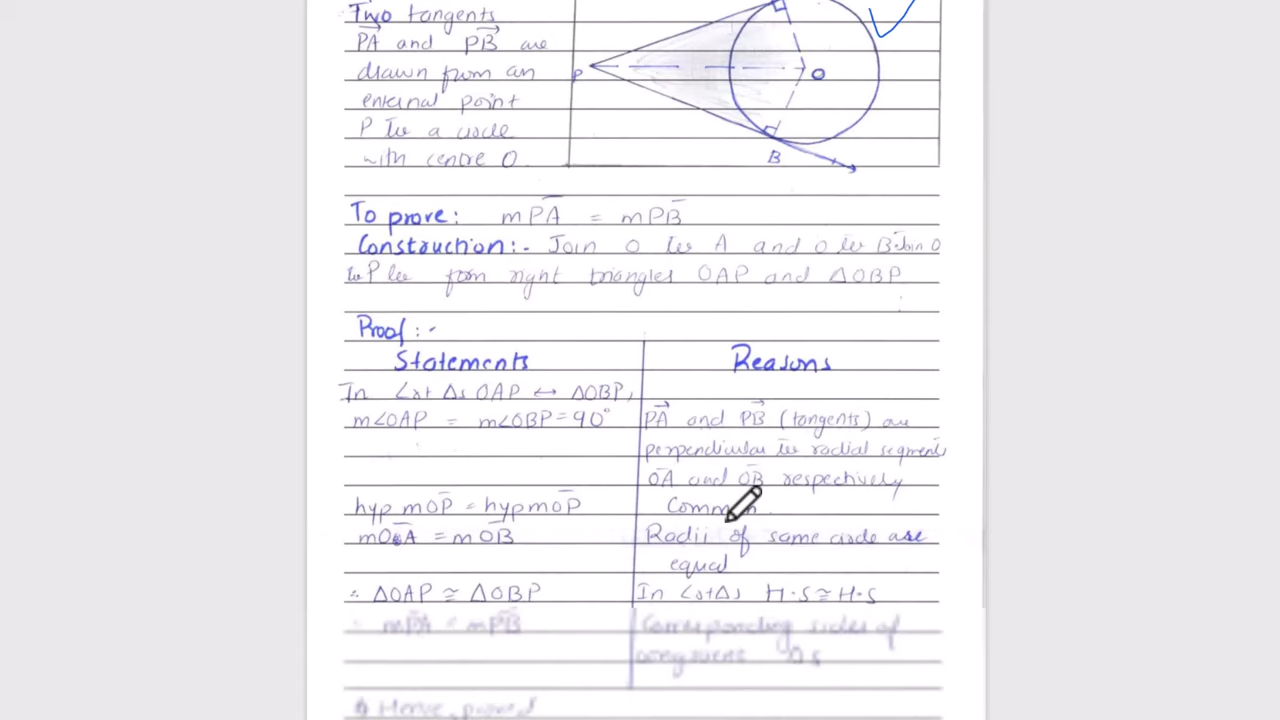 Two tangents
PA and PB are
drawn from an
external point
P to a circle
with centre O
P
O
B
To prove: mPA = mPB
Construction:- Join O to A and O to B Join O
to P to form right triangles OAP and ΔOBP
Proof:-
Statements
Reasons
In ∠rt Δs OAP ↔ ΔOBP,
m∠OAP = m∠OBP = 90°
PA and PB (tangents) are
perpendicular to radial segments
OA and OB respectively
hyp mOP = hyp mOP
Common
mOA = mOB
Radii of same circle are
equal
∴ ΔOAP ≅ ΔOBP
In ∠rt Δs H.S ≅ H.S
∴ mPA = mPB
Corresponding sides of
congruent Δs
Hence proved